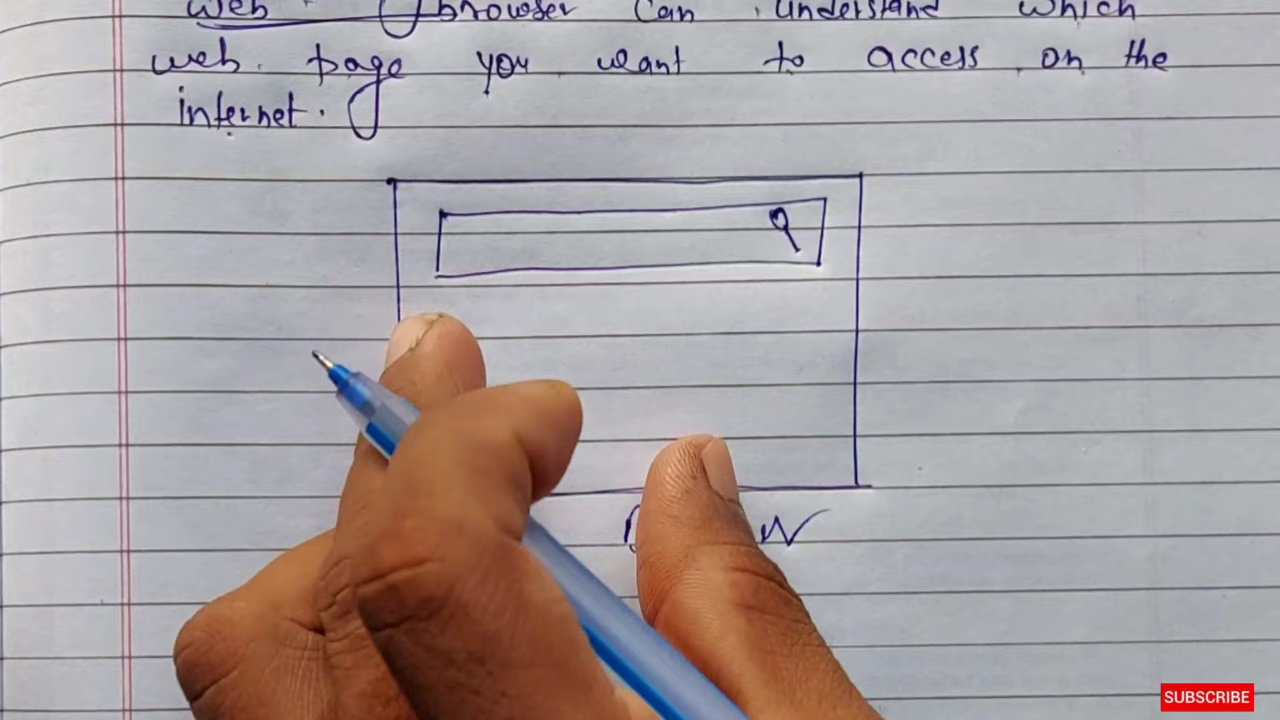 web browser can understand which
web page you want to access on the
internet.
SUBSCRIBE